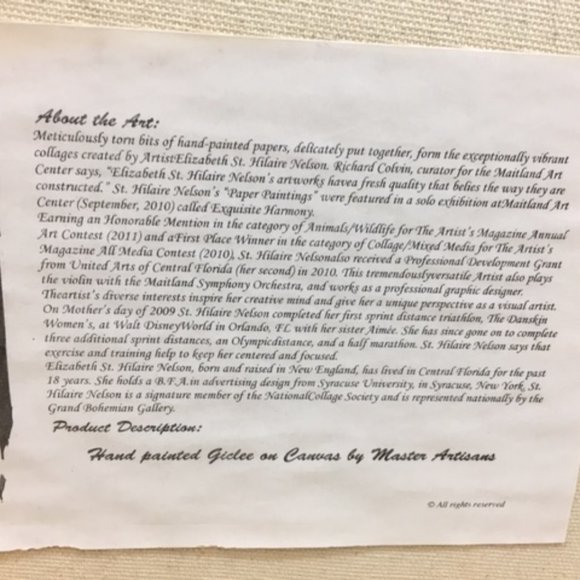 About the Art:
Meticulously torn bits of hand-painted papers, delicately put together, form the exceptionally vibrant
collages created by ArtistElizabeth St. Hilaire Nelson. Richard Colvin, curator for the Maitland Art
Center says, "Elizabeth St. Hilaire Nelson's artworks havea fresh quality that belies the way they are
constructed." St. Hilaire Nelson's "Paper Paintings" were featured in a solo exhibition atMaitland Art
Center (September, 2010) called Exquisite Harmony.
Earning an Honorable Mention in the category of Animals/Wildlife for The Artist's Magazine Annual
Art Contest (2011) and aFirst Place Winner in the category of Collage/Mixed Media for The Artist's
Magazine All Media Contest (2010), St. Hilaire Nelsonalso received a Professional Development Grant
from United Arts of Central Florida (her second) in 2010. This tremendouslyversatile Artist also plays
the violin with the Maitland Symphony Orchestra, and works as a professional graphic designer.
Theartist's diverse interests inspire her creative mind and give her a unique perspective as a visual artist.
On Mother's day of 2009 St. Hilaire Nelson completed her first sprint distance triathlon, The Danskin
Women's, at Walt DisneyWorld in Orlando, FL with her sister Aimée. She has since gone on to complete
three additional sprint distances, an Olympicdistance, and a half marathon. St. Hilaire Nelson says that
exercise and training help to keep her centered and focused.
Elizabeth St. Hilaire Nelson, born and raised in New England, has lived in Central Florida for the past
18 years. She holds a B.F.A.in advertising design from Syracuse University, in Syracuse, New York. St.
Hilaire Nelson is a signature member of the NationalCollage Society and is represented nationally by the
Grand Bohemian Gallery.
Product Description:
Hand painted Giclee on Canvas by Master Artisans
© All rights reserved